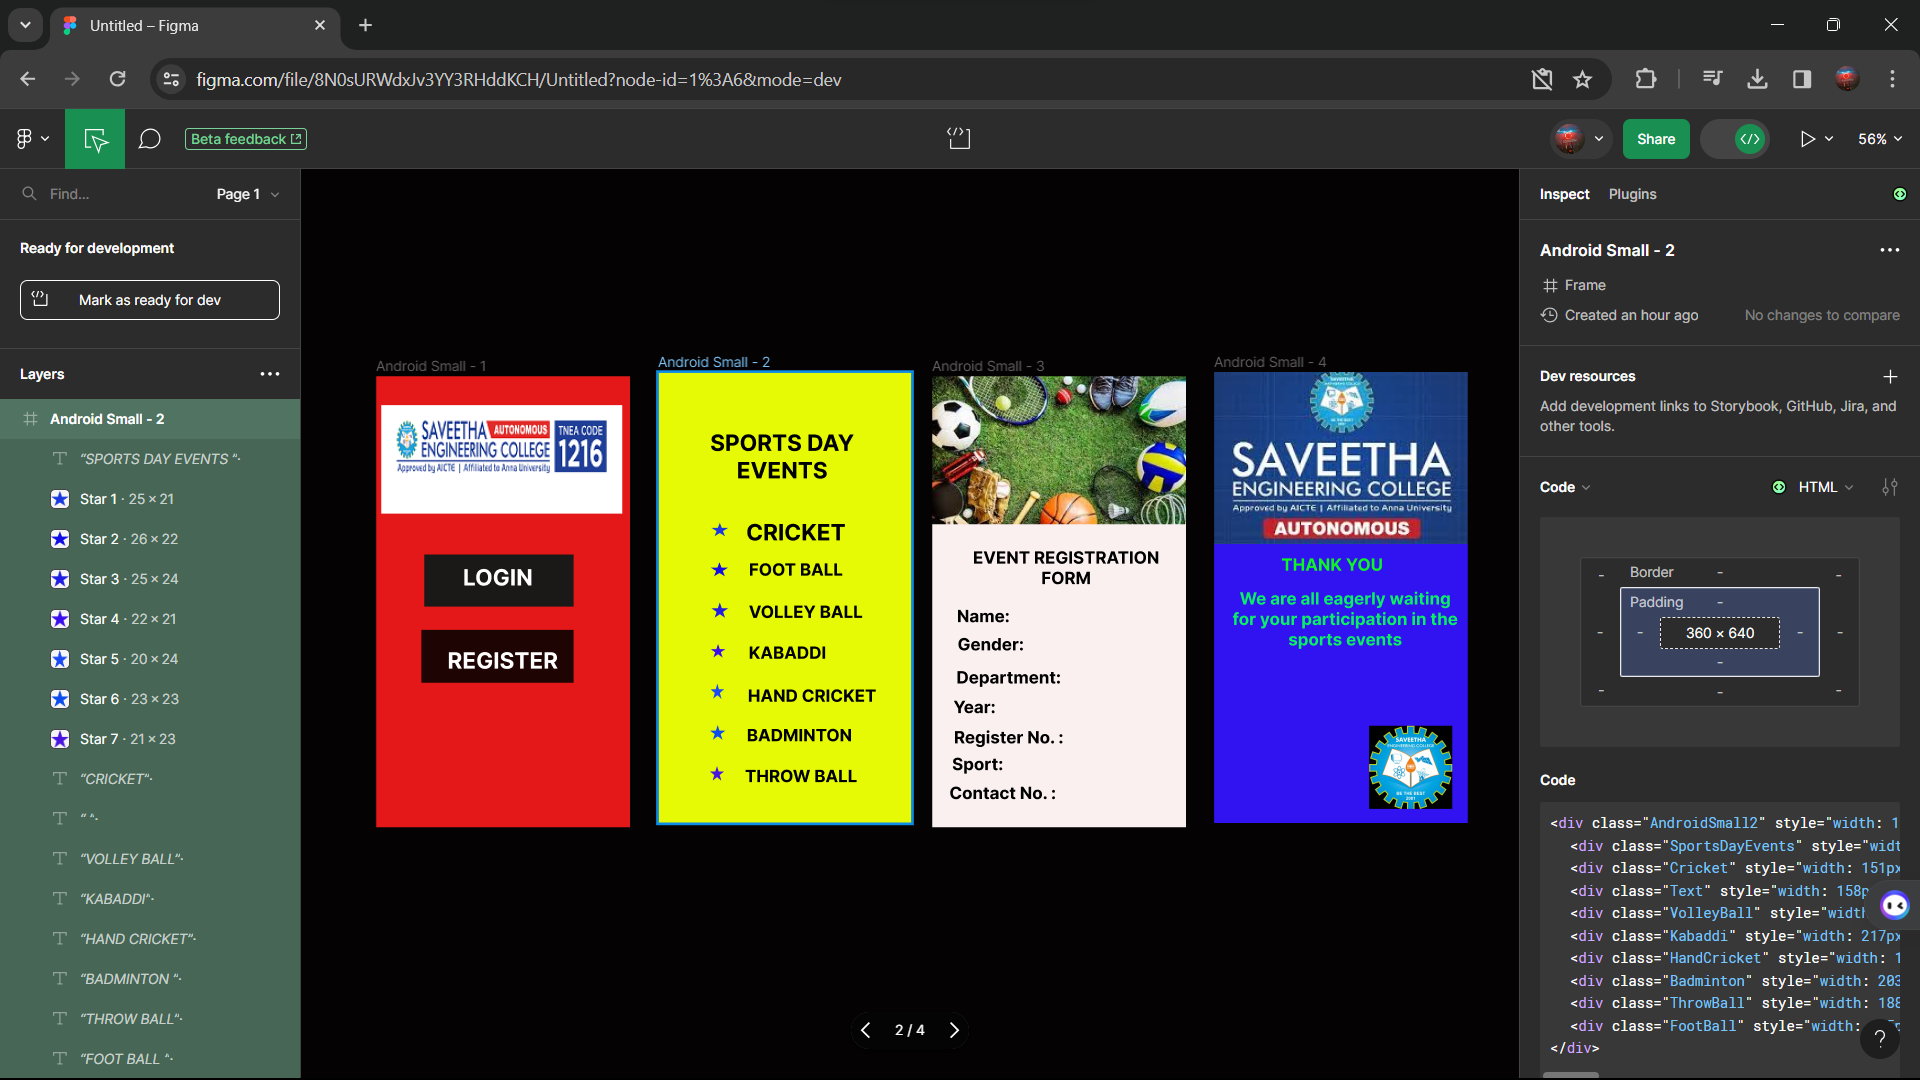 Untitled – Figma
figma.com/file/8N0sURWdxJv3YY3RHddKCH/Untitled?node-id=1%3A6&mode=dev
Beta feedback
Share
56%
Find...
Page 1
Ready for development
Mark as ready for dev
Layers
Android Small - 2
"SPORTS DAY EVENTS "·
Star 1 · 25 × 21
Star 2 · 26 × 22
Star 3 · 25 × 24
Star 4 · 22 × 21
Star 5 · 20 × 24
Star 6 · 23 × 23
Star 7 · 21 × 23
"CRICKET"·
" "·
"VOLLEY BALL"·
"KABADDI"·
"HAND CRICKET"·
"BADMINTON "·
"THROW BALL"·
"FOOT BALL "·
Android Small - 1
SAVEETHA AUTONOMOUS
ENGINEERING COLLEGE
Approved by AICTE | Affiliated to Anna University
TNEA CODE
1216
LOGIN
REGISTER
Android Small - 2
SPORTS DAY
EVENTS
CRICKET
FOOT BALL
VOLLEY BALL
KABADDI
HAND CRICKET
BADMINTON
THROW BALL
Android Small - 3
EVENT REGISTRATION
FORM
Name:
Gender:
Department:
Year:
Register No. :
Sport:
Contact No. :
Android Small - 4
SAVEETHA
SAVEETHA
ENGINEERING COLLEGE
Approved by AICTE | Affiliated to Anna University
AUTONOMOUS
THANK YOU
We are all eagerly waiting
for your participation in the
sports events
SAVEETHA
ENGINEERING COLLEGE
BE THE BEST
2001
2 / 4
Inspect
Plugins
Android Small - 2
Frame
Created an hour ago
No changes to compare
Dev resources
Add development links to Storybook, GitHub, Jira, and
other tools.
Code
HTML
Border
Padding
360 × 640
Code
<div class="AndroidSmall2" style="width: 1
<div class="SportsDayEvents" style="widt
<div class="Cricket" style="width: 151px
<div class="Text" style="width: 158p
<div class="VolleyBall" style="widt
<div class="Kabaddi" style="width: 217px
<div class="HandCricket" style="width: 1
<div class="Badminton" style="width: 203
<div class="ThrowBall" style="width: 188
<div class="FootBall" style="width:
</div>
?